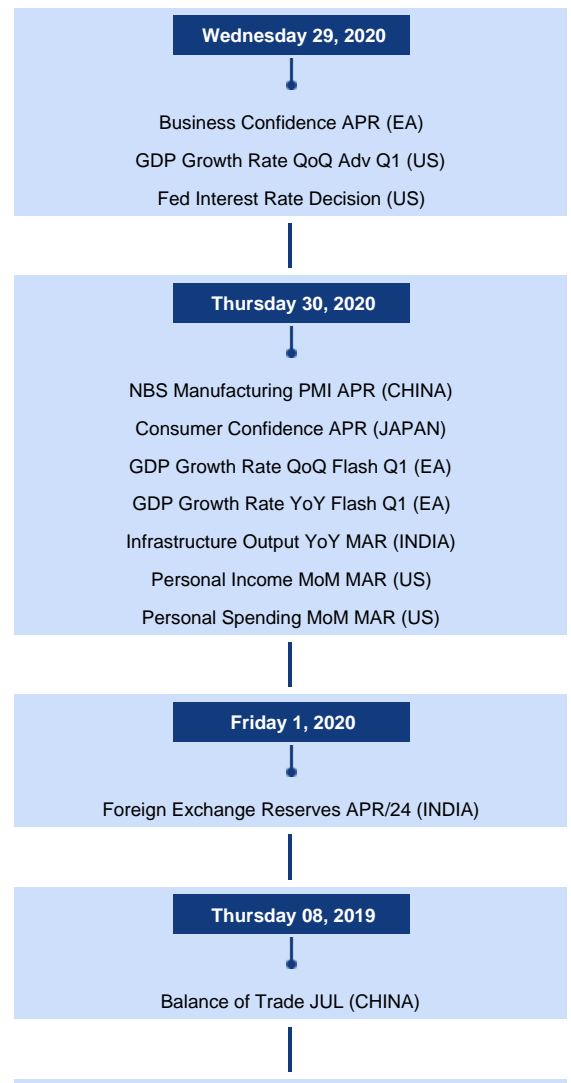 Wednesday 29, 2020
Business Confidence APR (EA)
GDP Growth Rate QoQ Adv Q1 (US)
Fed Interest Rate Decision (US)
Thursday 30, 2020
NBS Manufacturing PMI APR (CHINA)
Consumer Confidence APR (JAPAN)
GDP Growth Rate QoQ Flash Q1 (EA)
GDP Growth Rate YoY Flash Q1 (EA)
Infrastructure Output YoY MAR (INDIA)
Personal Income MoM MAR (US)
Personal Spending MoM MAR (US)
Friday 1, 2020
Foreign Exchange Reserves APR/24 (INDIA)
Thursday 08, 2019
Balance of Trade JUL (CHINA)